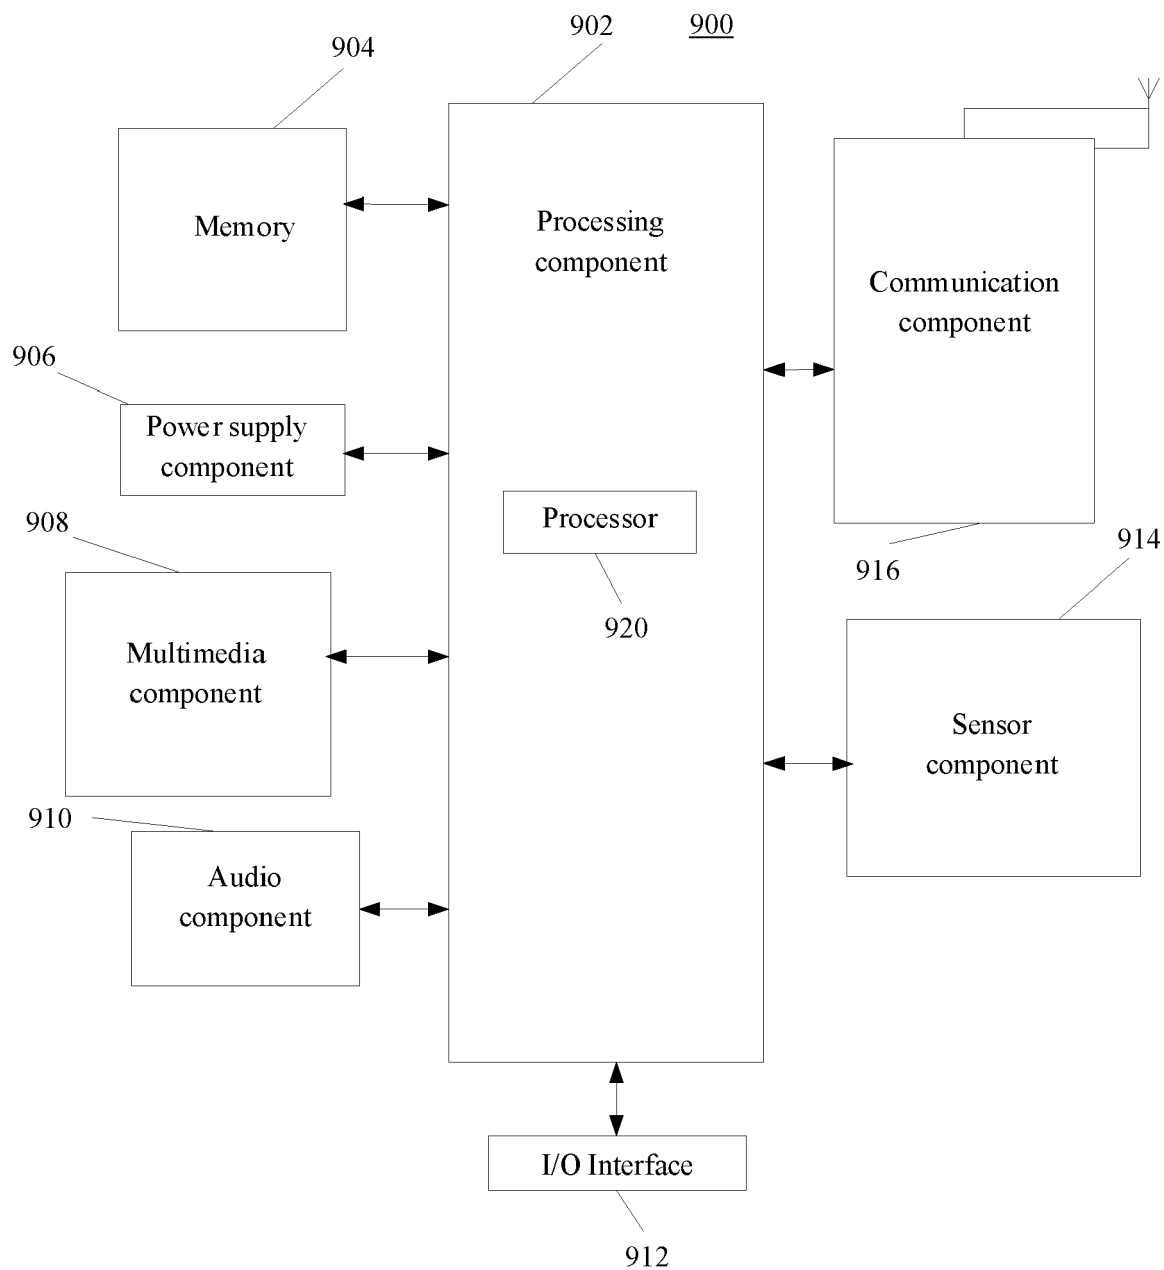 902
900
904
Memory
Processing
component
Communication
component
906
Power supply
component
908
Processor
920
916
914
Multimedia
component
Sensor
component
910
Audio
component
I/O Interface
912